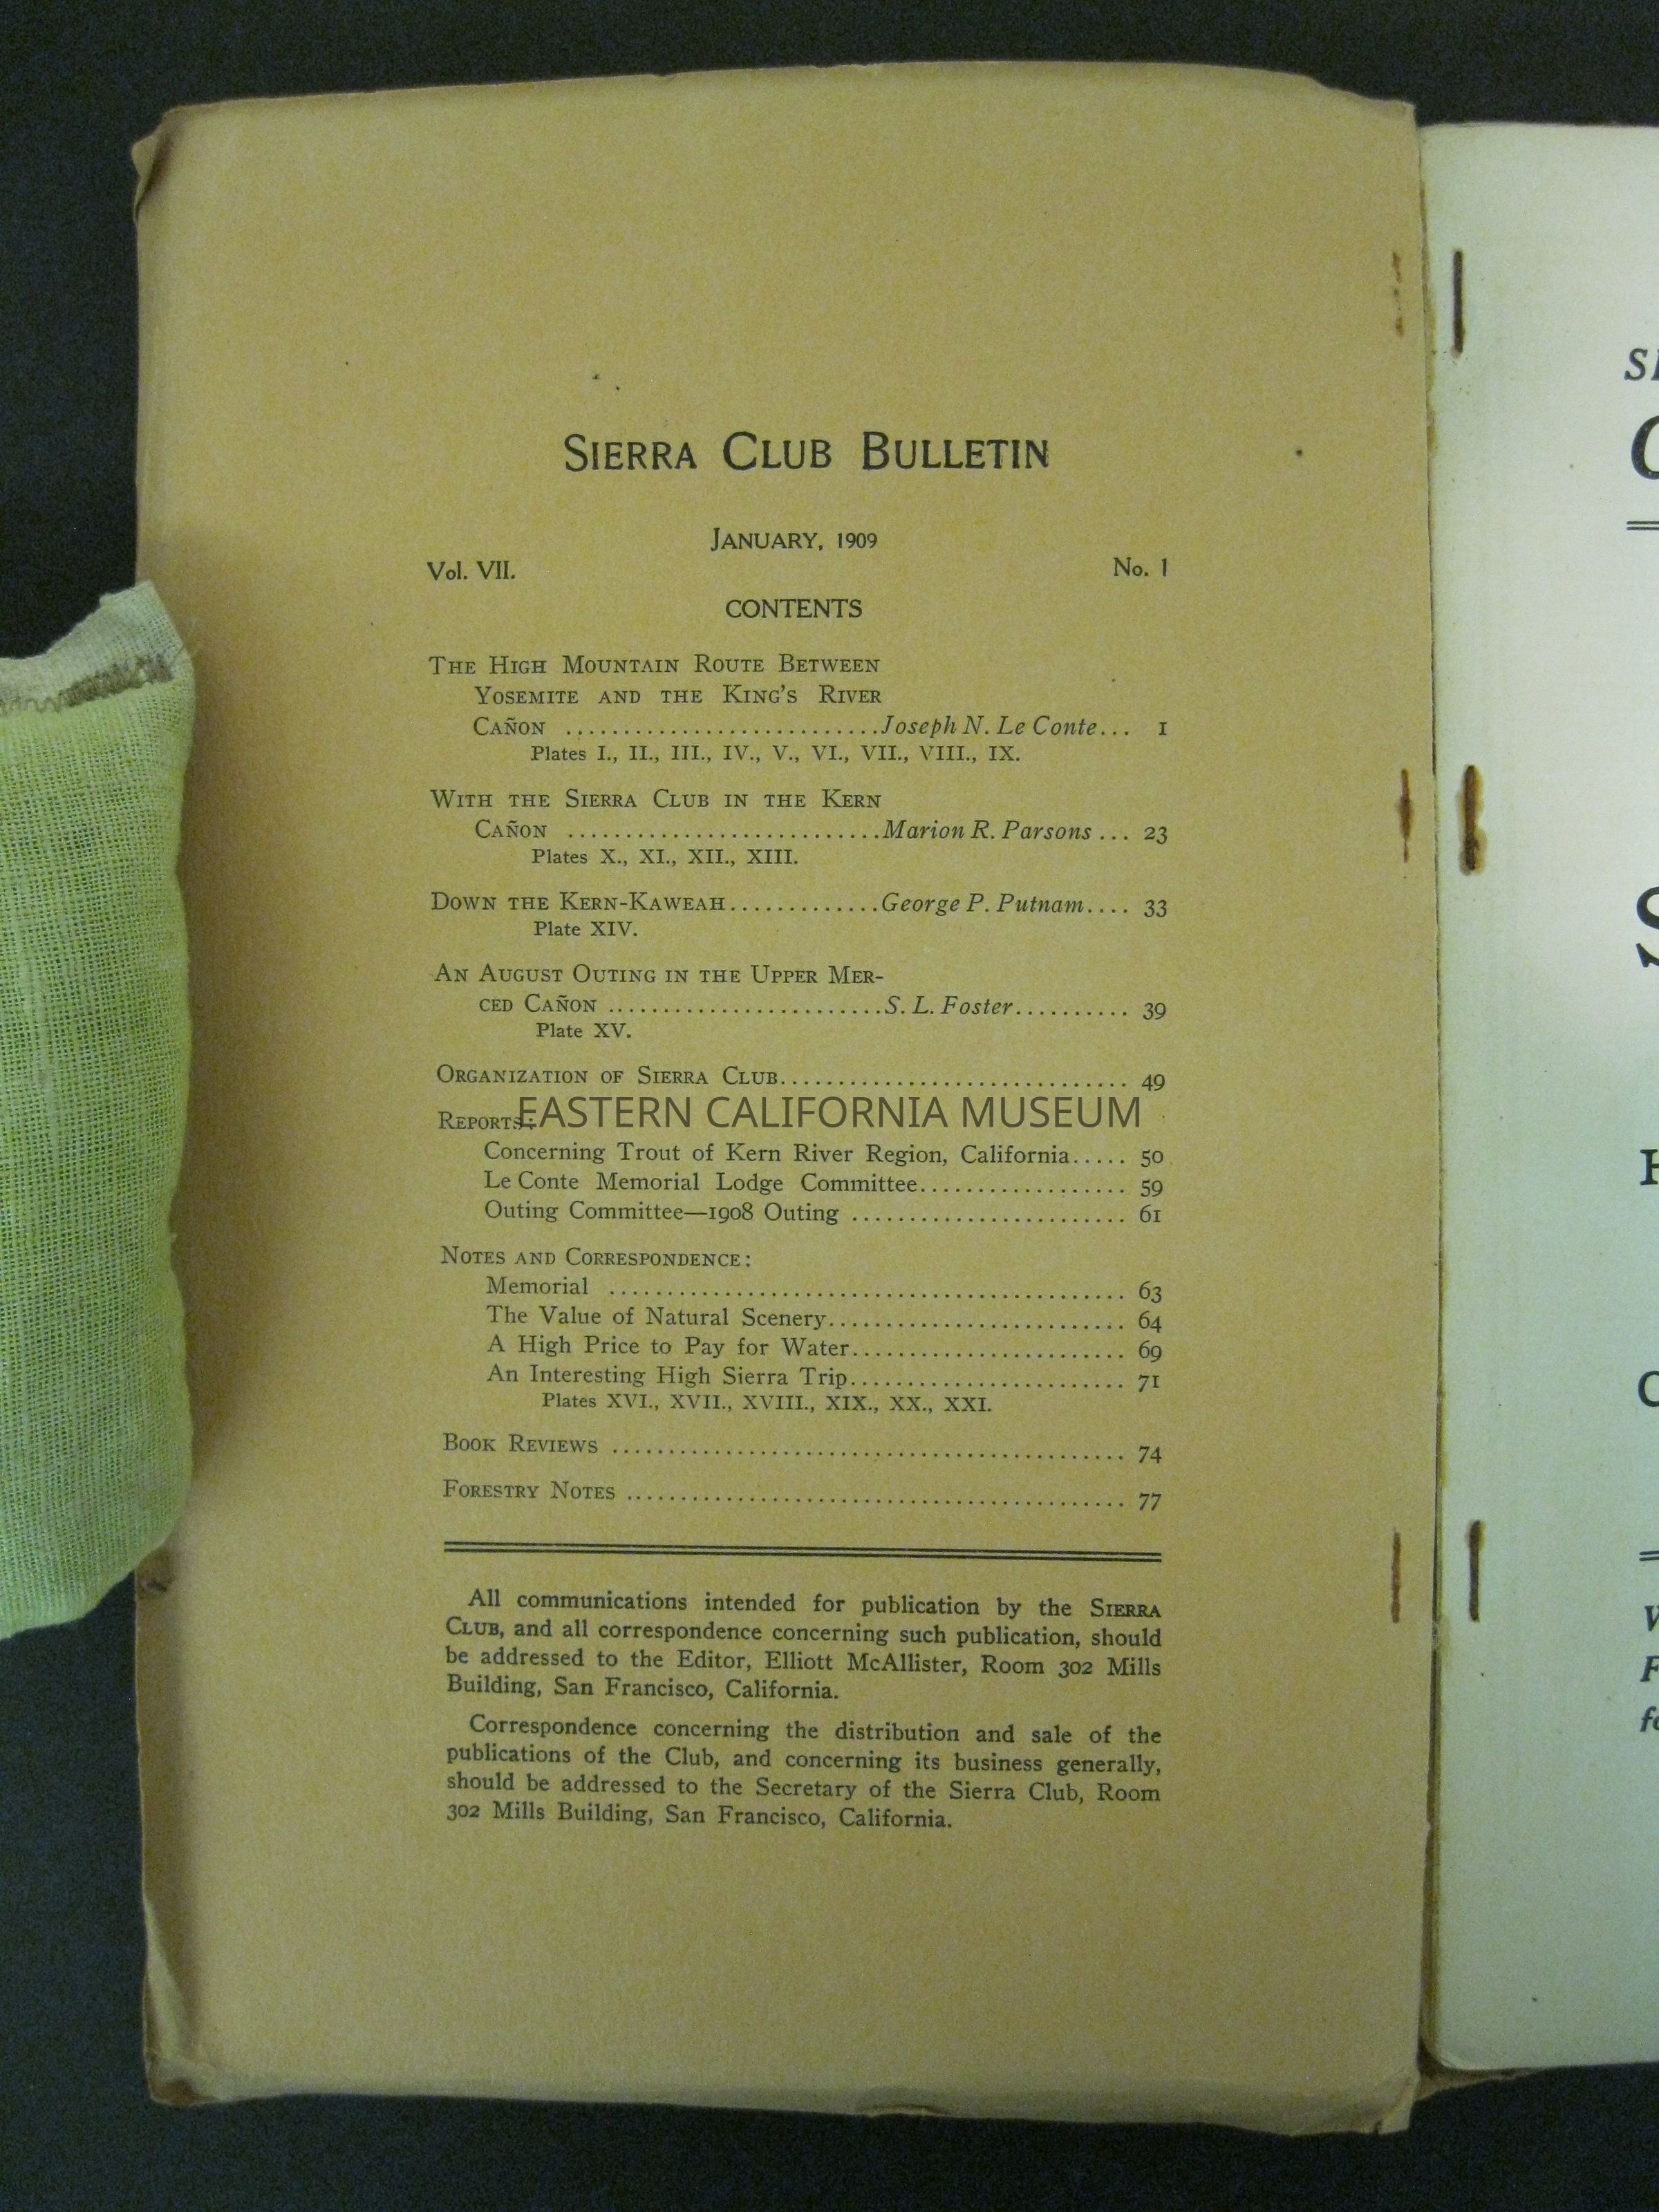 SIERRA CLUB BULLETIN
JANUARY, 1909
Vol. VII. No. 1
CONTENTS
THE HIGH MOUNTAIN ROUTE BETWEEN
YOSEMITE AND THE KING'S RIVER
CAÑON ...........................Joseph N. Le Conte... 1
Plates I., II., III., IV., V., VI., VII., VIII., IX.
WITH THE SIERRA CLUB IN THE KERN
CAÑON ...........................Marion R. Parsons ... 23
Plates X., XI., XII., XIII.
DOWN THE KERN-KAWEAH.............George P. Putnam.... 33
Plate XIV.
AN AUGUST OUTING IN THE UPPER MER-
CED CAÑON ........................S. L. Foster.......... 39
Plate XV.
ORGANIZATION OF SIERRA CLUB.............................. 49
REPORTS:
EASTERN CALIFORNIA MUSEUM
Concerning Trout of Kern River Region, California..... 50
Le Conte Memorial Lodge Committee.................. 59
Outing Committee—1908 Outing ........................ 61
NOTES AND CORRESPONDENCE:
Memorial ............................................. 63
The Value of Natural Scenery.......................... 64
A High Price to Pay for Water........................ 69
An Interesting High Sierra Trip........................ 71
Plates XVI., XVII., XVIII., XIX., XX., XXI.
BOOK REVIEWS ............................................. 74
FORESTRY NOTES ........................................... 77
All communications intended for publication by the SIERRA
CLUB, and all correspondence concerning such publication, should
be addressed to the Editor, Elliott McAllister, Room 302 Mills
Building, San Francisco, California.
Correspondence concerning the distribution and sale of the
publications of the Club, and concerning its business generally,
should be addressed to the Secretary of the Sierra Club, Room
302 Mills Building, San Francisco, California.